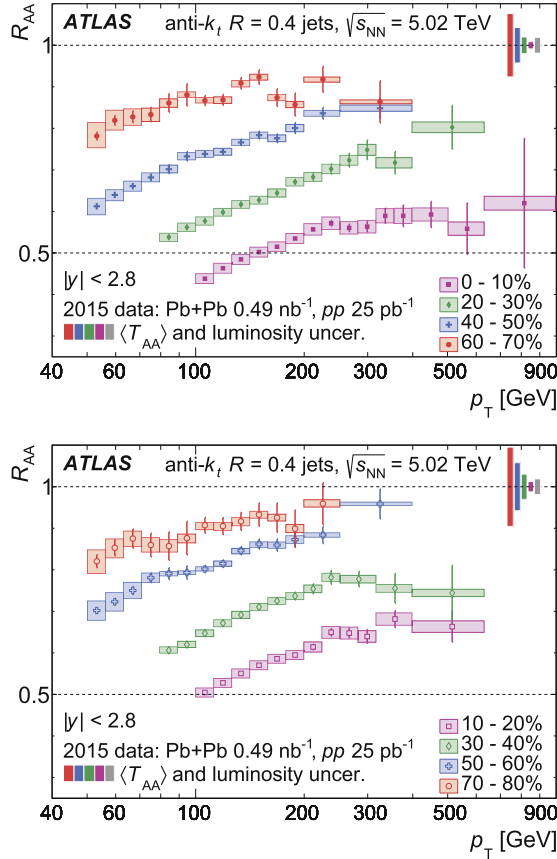 R_AA
ATLAS anti-k_t R = 0.4 jets, √s_NN = 5.02 TeV
1
0.5
|y| < 2.8
2015 data: Pb+Pb 0.49 nb⁻¹, pp 25 pb⁻¹
⟨T_AA⟩ and luminosity uncer.
0 - 10%
20 - 30%
40 - 50%
60 - 70%
40 60 100 200 300 500 900
p_T [GeV]
R_AA
ATLAS anti-k_t R = 0.4 jets, √s_NN = 5.02 TeV
1
0.5
|y| < 2.8
2015 data: Pb+Pb 0.49 nb⁻¹, pp 25 pb⁻¹
⟨T_AA⟩ and luminosity uncer.
10 - 20%
30 - 40%
50 - 60%
70 - 80%
40 60 100 200 300 500 900
p_T [GeV]